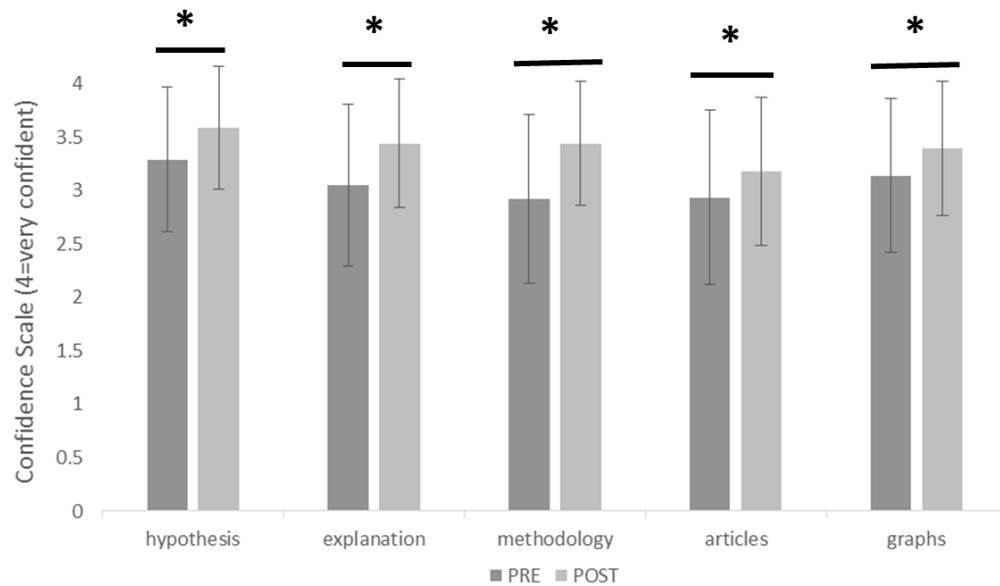 * * * * *
Confidence Scale (4=very confident)
4
3.5
3
2.5
2
1.5
1
0.5
0
hypothesis explanation methodology articles graphs
PRE POST